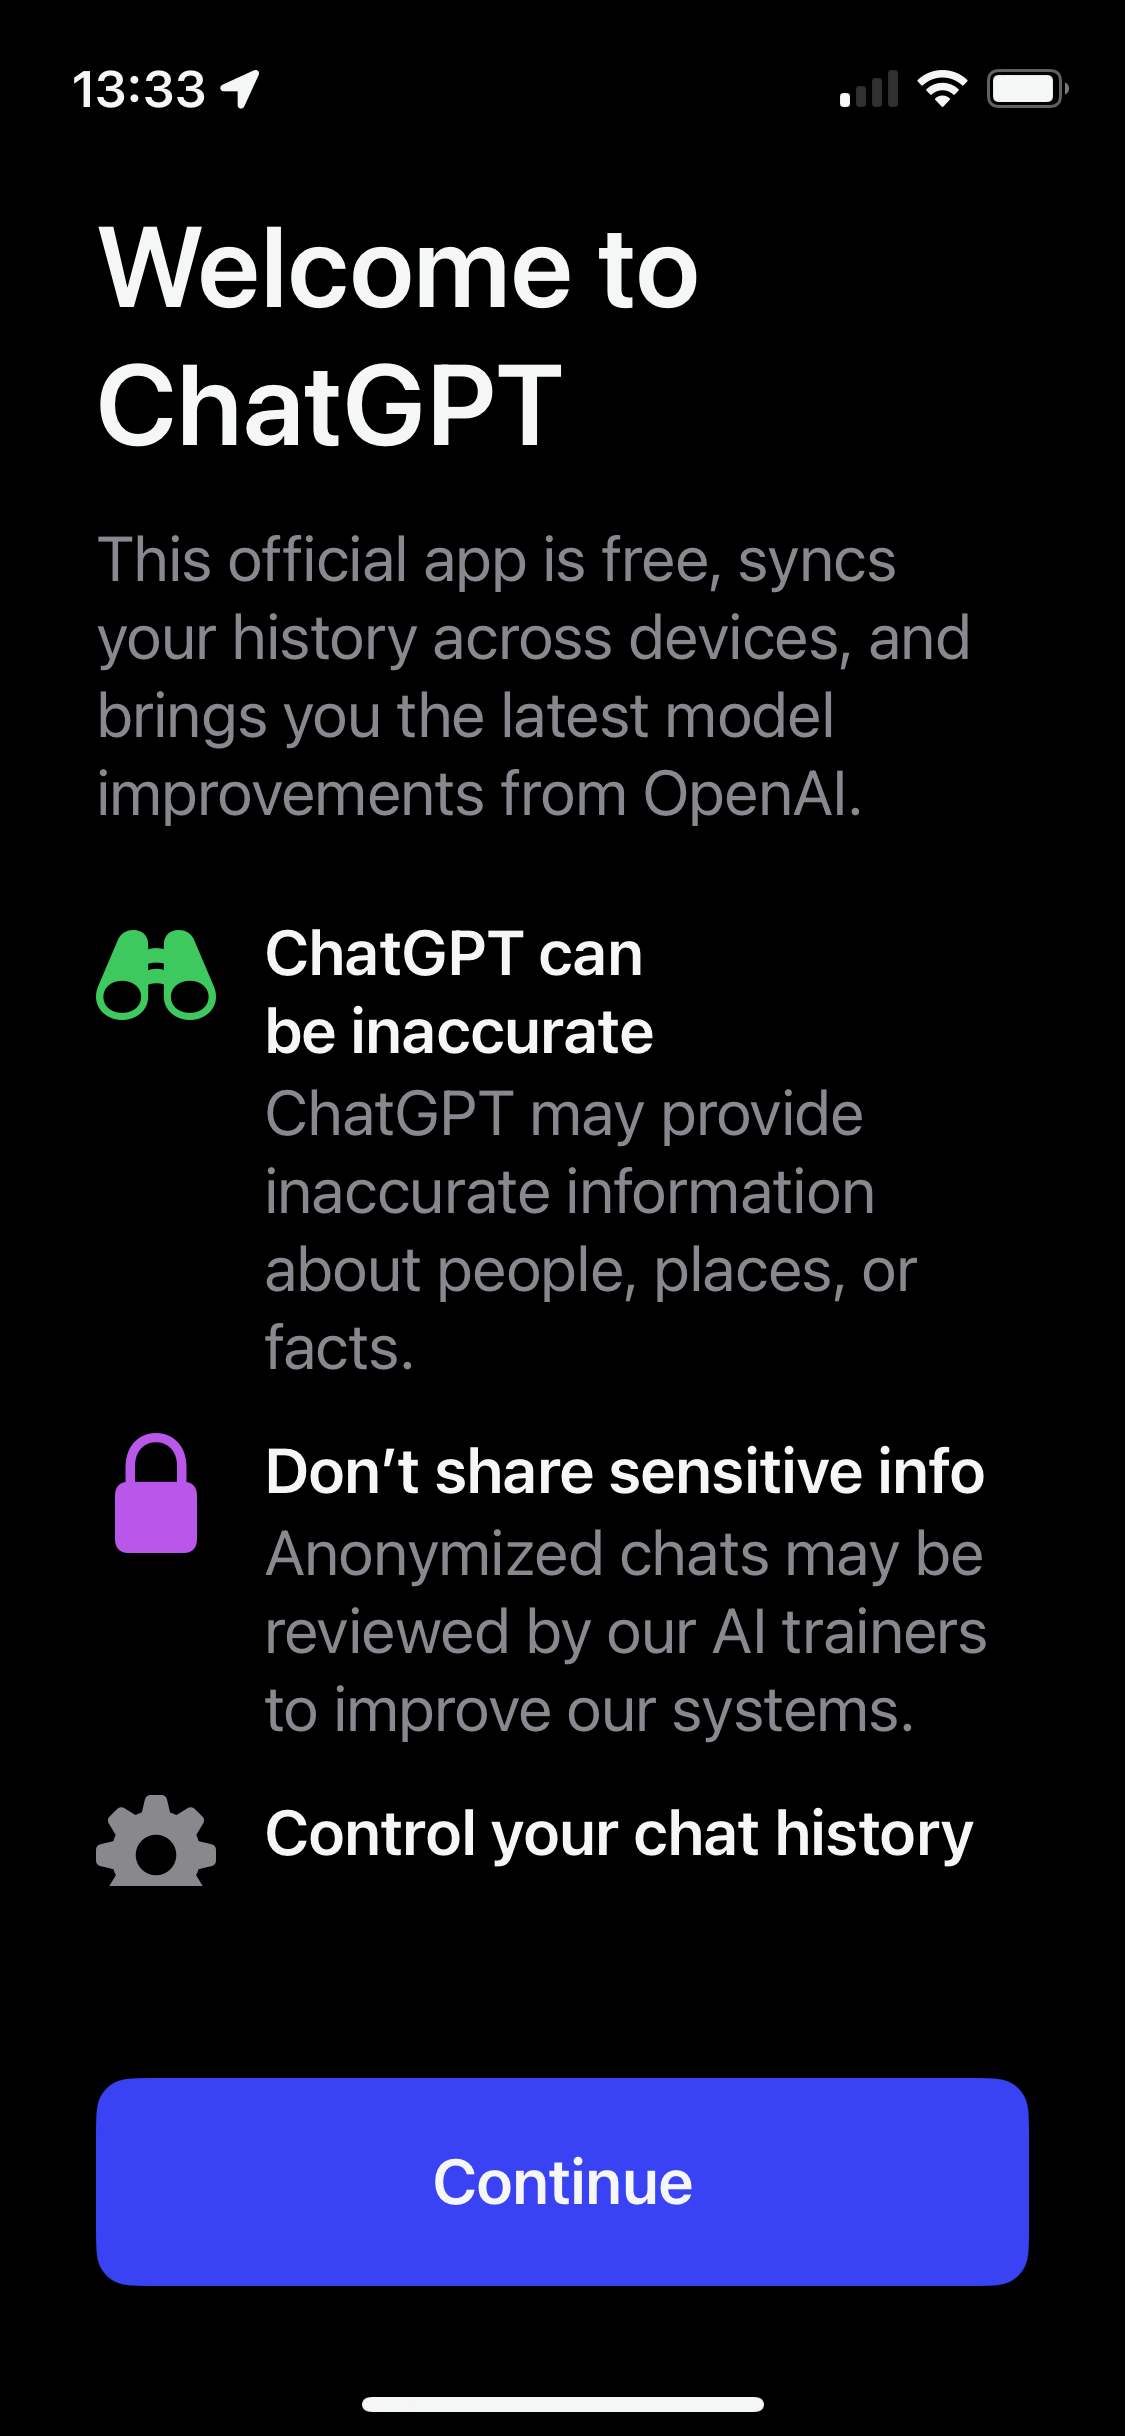 13:33
Welcome to
ChatGPT
This official app is free, syncs
your history across devices, and
brings you the latest model
improvements from OpenAI.
ChatGPT can
be inaccurate
ChatGPT may provide
inaccurate information
about people, places, or
facts.
Don’t share sensitive info
Anonymized chats may be
reviewed by our AI trainers
to improve our systems.
Control your chat history
Continue